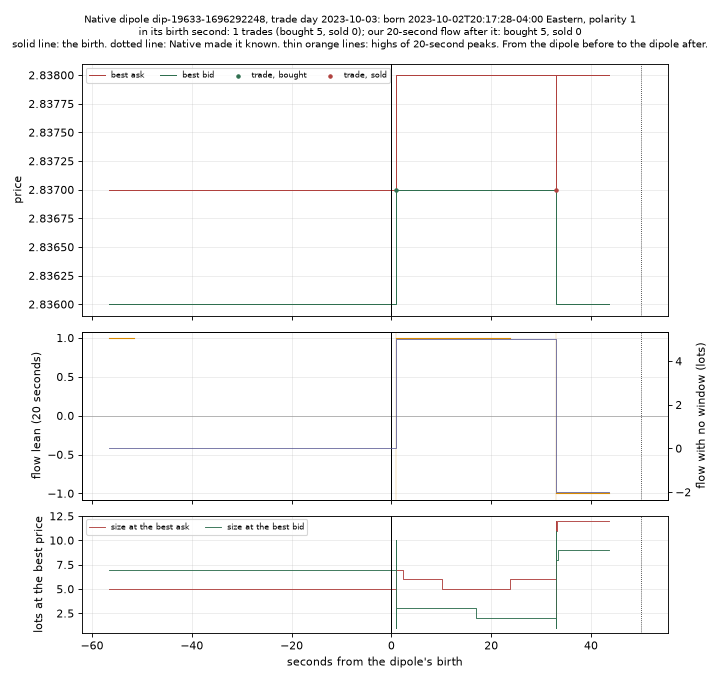 Native dipole dip-19633-1696292248, trade day 2023-10-03: born 2023-10-02T20:17:28-04:00 Eastern, polarity 1
in its birth second: 1 trades (bought 5, sold 0); our 20-second flow after it: bought 5, sold 0
solid line: the birth. dotted line: Native made it known. thin orange lines: highs of 20-second peaks. From the dipole before to the dipole after.
best ask
best bid
trade, bought
trade, sold
2.83800
2.83775
2.83750
2.83725
2.83700
2.83675
2.83650
2.83625
2.83600
price
1.0
0.5
0.0
−0.5
−1.0
flow lean (20 seconds)
4
2
0
−2
flow with no window (lots)
size at the best ask
size at the best bid
12.5
10.0
7.5
5.0
2.5
lots at the best price
−60
−40
−20
0
20
40
seconds from the dipole's birth